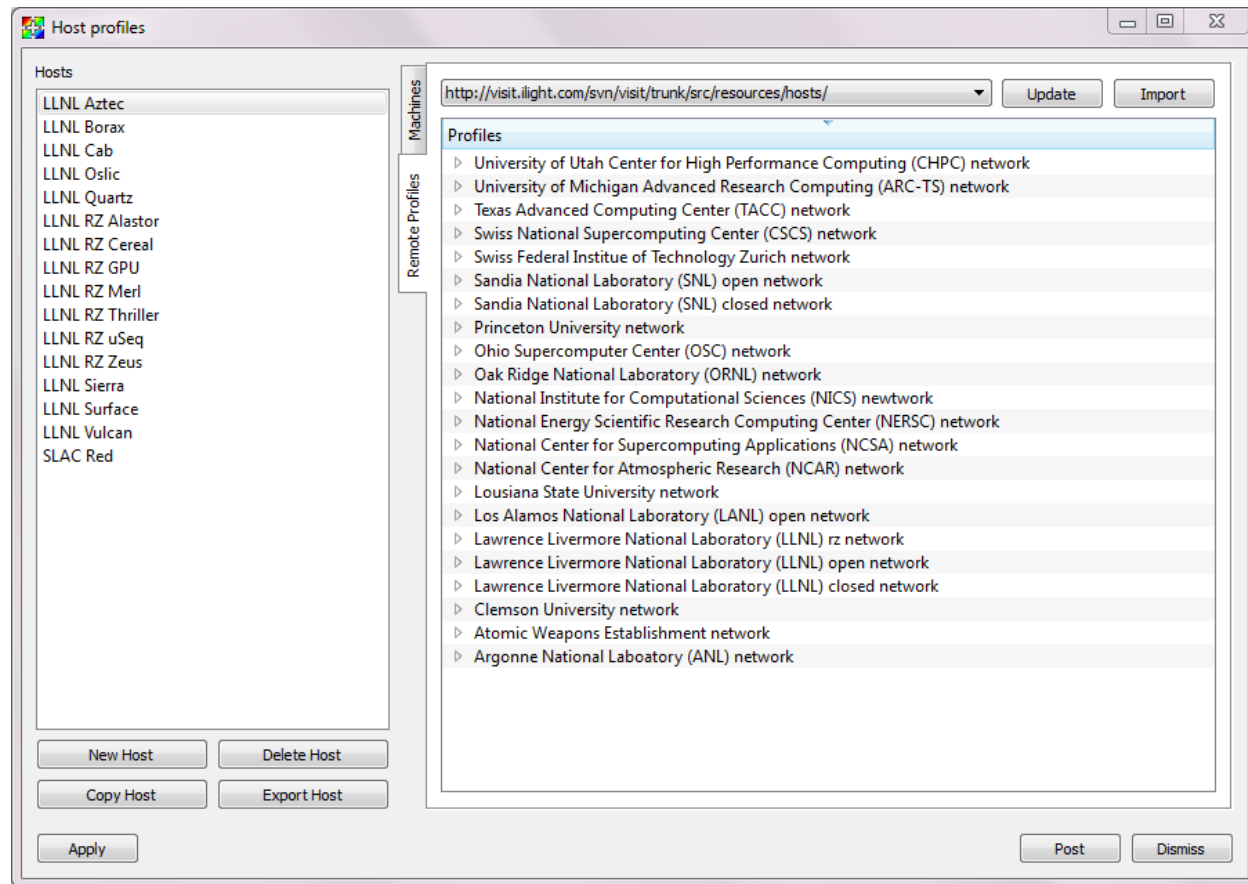 Host profiles
Hosts
LLNL Aztec
LLNL Borax
LLNL Cab
LLNL Oslic
LLNL Quartz
LLNL RZ Alastor
LLNL RZ Cereal
LLNL RZ GPU
LLNL RZ Merl
LLNL RZ Thriller
LLNL RZ uSeq
LLNL RZ Zeus
LLNL Sierra
LLNL Surface
LLNL Vulcan
SLAC Red
New Host
Delete Host
Copy Host
Export Host
Machines
Remote Profiles
http://visit.ilight.com/svn/visit/trunk/src/resources/hosts/
Update
Import
Profiles
University of Utah Center for High Performance Computing (CHPC) network
University of Michigan Advanced Research Computing (ARC-TS) network
Texas Advanced Computing Center (TACC) network
Swiss National Supercomputing Center (CSCS) network
Swiss Federal Institue of Technology Zurich network
Sandia National Laboratory (SNL) open network
Sandia National Laboratory (SNL) closed network
Princeton University network
Ohio Supercomputer Center (OSC) network
Oak Ridge National Laboratory (ORNL) network
National Institute for Computational Sciences (NICS) newtwork
National Energy Scientific Research Computing Center (NERSC) network
National Center for Supercomputing Applications (NCSA) network
National Center for Atmospheric Research (NCAR) network
Lousiana State University network
Los Alamos National Laboratory (LANL) open network
Lawrence Livermore National Laboratory (LLNL) rz network
Lawrence Livermore National Laboratory (LLNL) open network
Lawrence Livermore National Laboratory (LLNL) closed network
Clemson University network
Atomic Weapons Establishment network
Argonne National Laboatory (ANL) network
Apply
Post
Dismiss